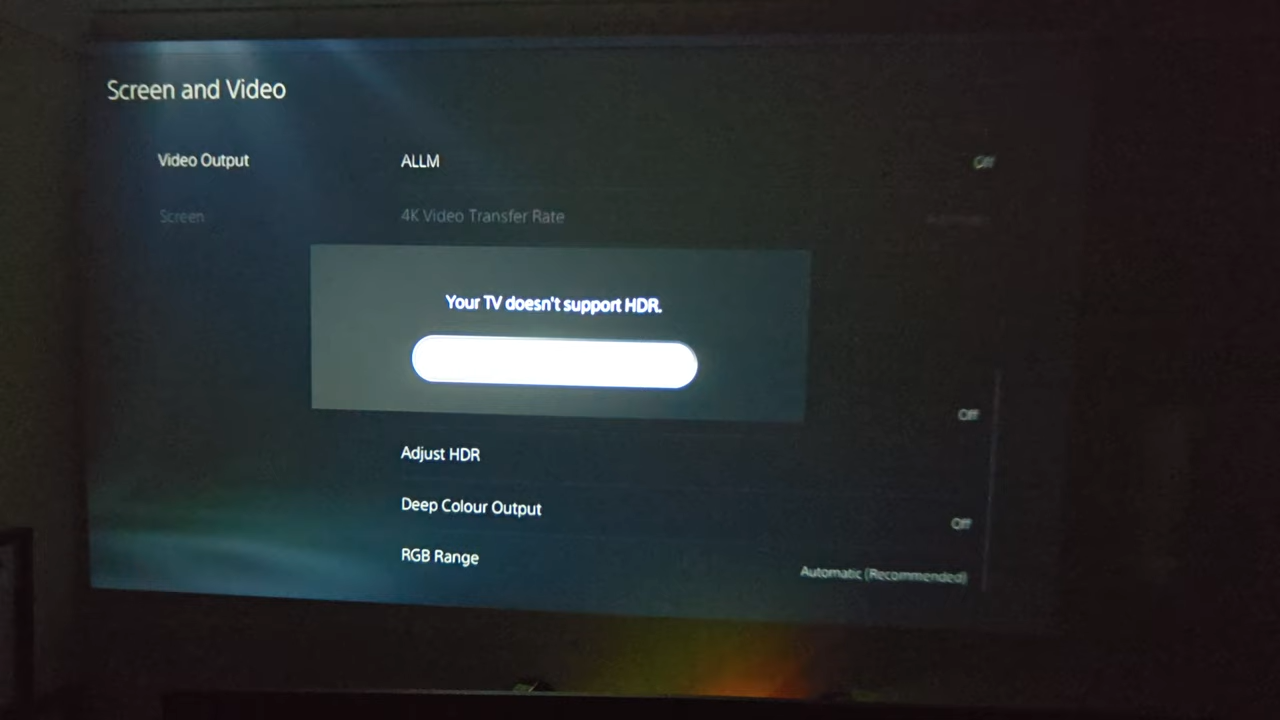 Screen and Video
Video Output
ALLM
Off
Screen
4K Video Transfer Rate
Your TV doesn't support HDR.
Off
Adjust HDR
Deep Colour Output
Off
RGB Range
Automatic (Recommended)